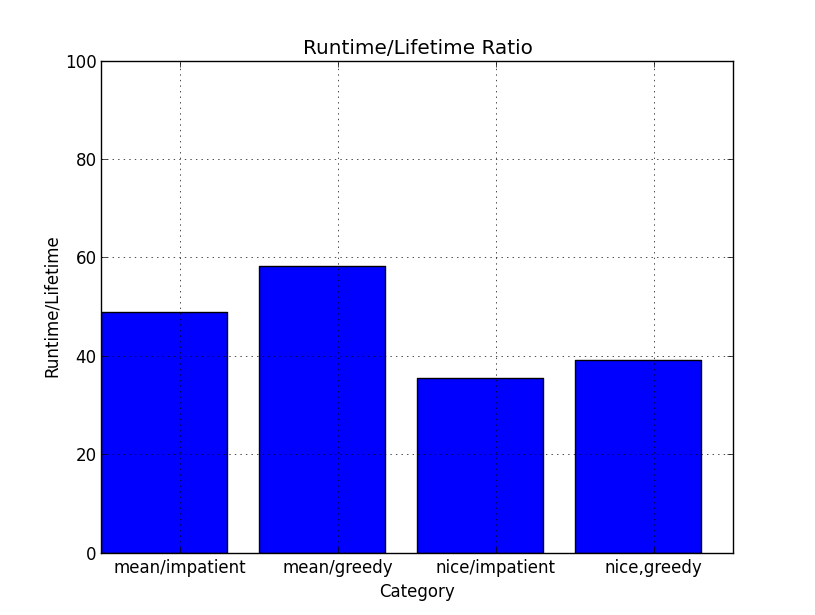 Runtime/Lifetime Ratio
100
80
60
40
20
0
Runtime/Lifetime
mean/impatient
mean/greedy
nice/impatient
nice,greedy
Category